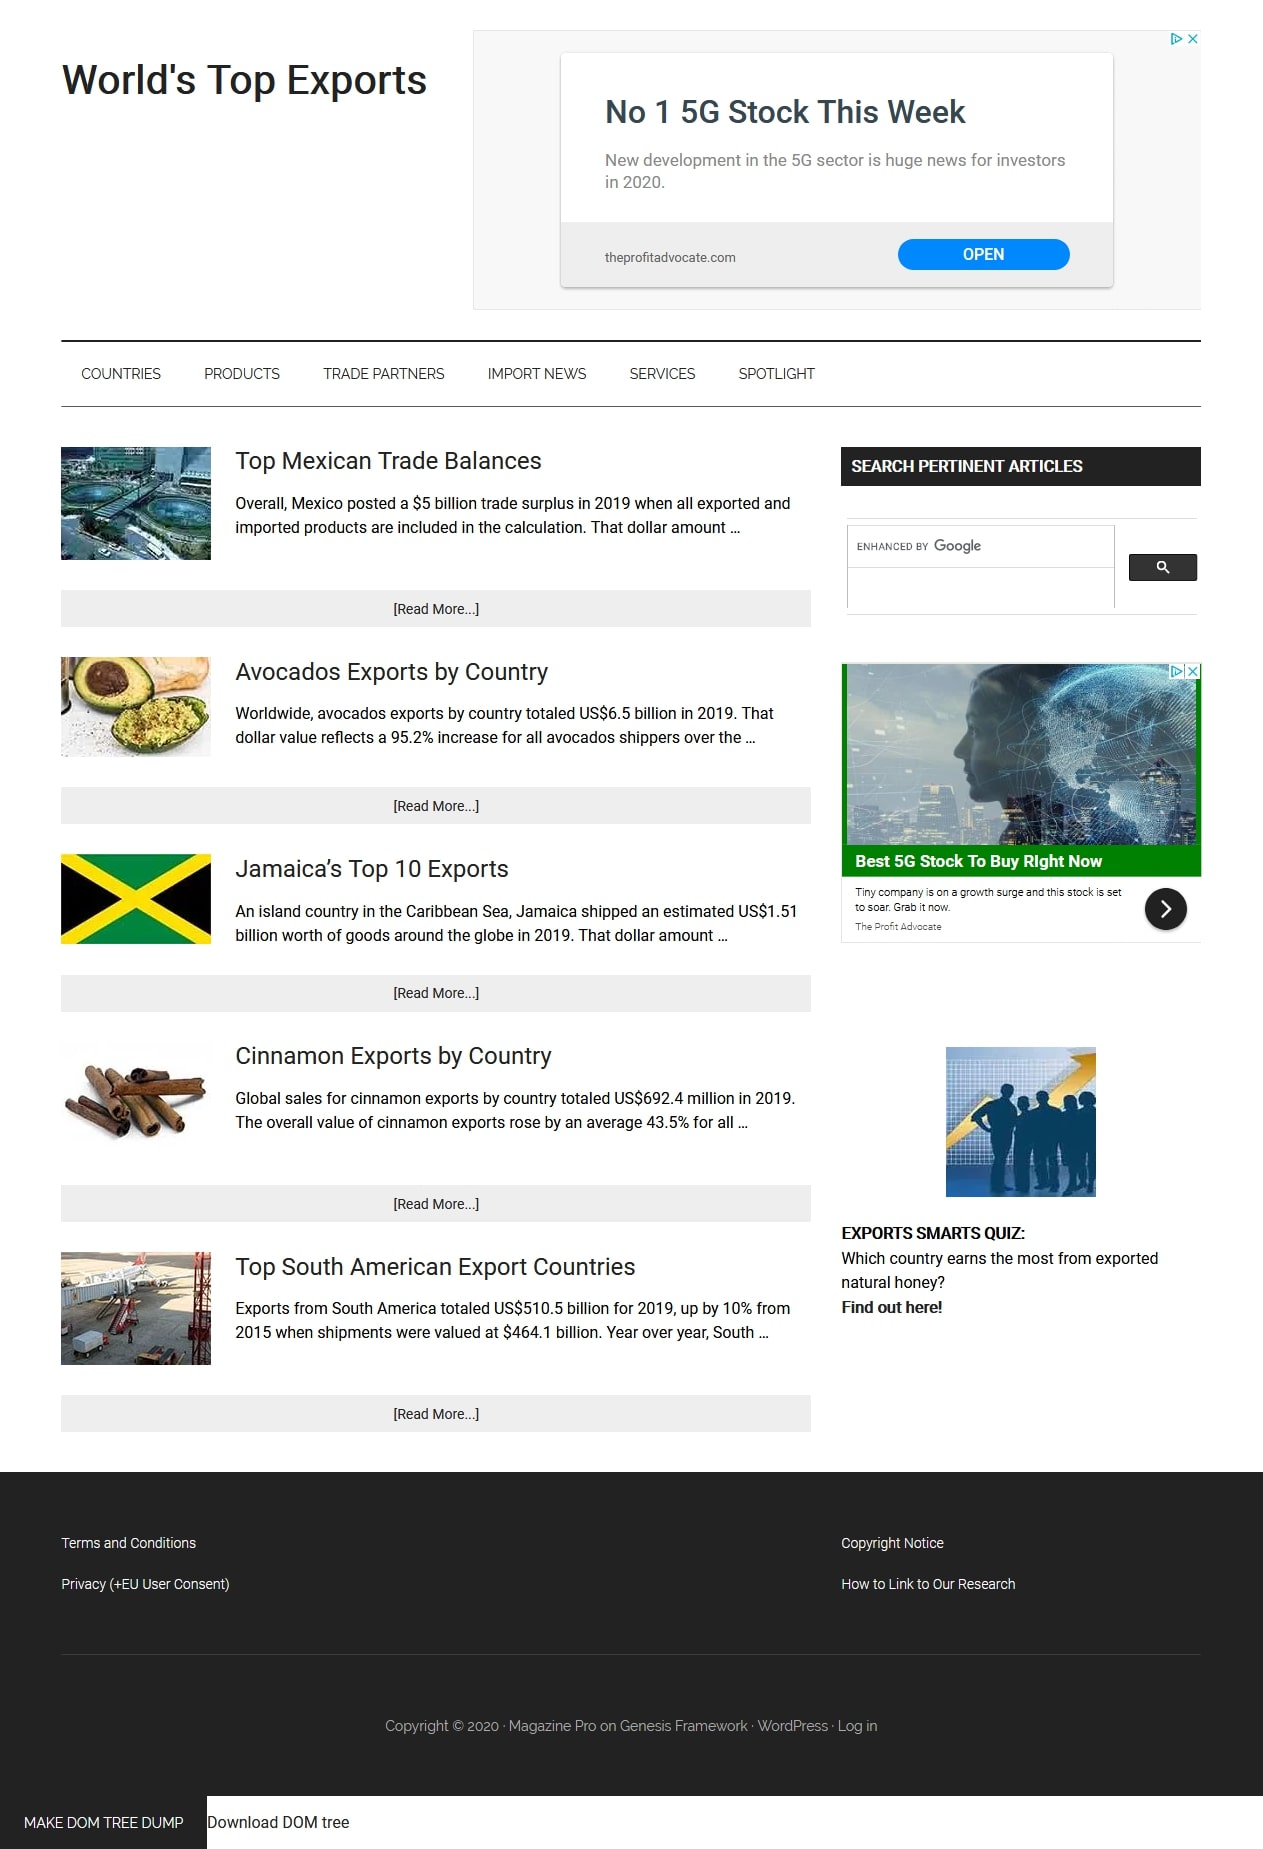 World's Top Exports
No 1 5G Stock This Week
New development in the 5G sector is huge news for investors
in 2020.
theprofitadvocate.com
OPEN
COUNTRIES
PRODUCTS
TRADE PARTNERS
IMPORT NEWS
SERVICES
SPOTLIGHT
Top Mexican Trade Balances
Overall, Mexico posted a $5 billion trade surplus in 2019 when all exported and
imported products are included in the calculation. That dollar amount ...
[Read More...]
Avocados Exports by Country
Worldwide, avocados exports by country totaled US$6.5 billion in 2019. That
dollar value reflects a 95.2% increase for all avocados shippers over the ...
[Read More...]
Jamaica’s Top 10 Exports
An island country in the Caribbean Sea, Jamaica shipped an estimated US$1.51
billion worth of goods around the globe in 2019. That dollar amount ...
[Read More...]
Cinnamon Exports by Country
Global sales for cinnamon exports by country totaled US$692.4 million in 2019.
The overall value of cinnamon exports rose by an average 43.5% for all ...
[Read More...]
Top South American Export Countries
Exports from South America totaled US$510.5 billion for 2019, up by 10% from
2015 when shipments were valued at $464.1 billion. Year over year, South ...
[Read More...]
SEARCH PERTINENT ARTICLES
ENHANCED BY Google
Best 5G Stock To Buy RIght Now
Tiny company is on a growth surge and this stock is set
to soar. Grab it now.
The Profit Advocate
EXPORTS SMARTS QUIZ:
Which country earns the most from exported
natural honey?
Find out here!
Terms and Conditions
Privacy (+EU User Consent)
Copyright Notice
How to Link to Our Research
Copyright © 2020 · Magazine Pro on Genesis Framework · WordPress · Log in
MAKE DOM TREE DUMP
Download DOM tree